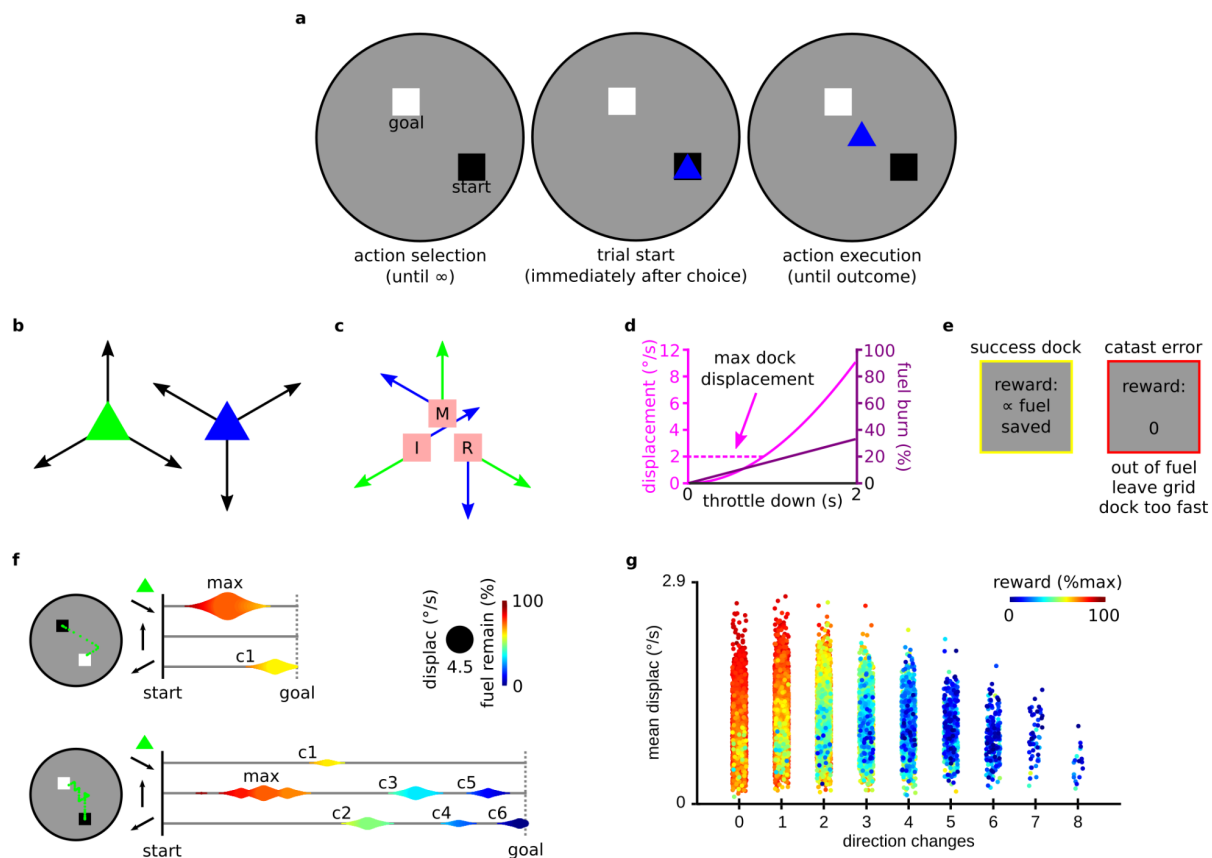 a
goal
start
action selection
(until ∞)
trial start
(immediately after choice)
action execution
(until outcome)
b
c
M
I
R
d
displacement (°/s)
12
8
6
4
2
0
max dock
displacement
100
80
60
40
20
0
fuel burn (%)
0
throttle down (s)
2
e
success dock
reward:
∝ fuel
saved
catast error
reward:
0
out of fuel
leave grid
dock too fast
f
max
c1
start
goal
displac (°/s)
4.5
fuel remain (%)
100
0
c1
max
c3
c5
c2
c4
c6
start
goal
g
2.9
mean displac (°/s)
0
reward (%max)
0
100
0 1 2 3 4 5 6 7 8
direction changes